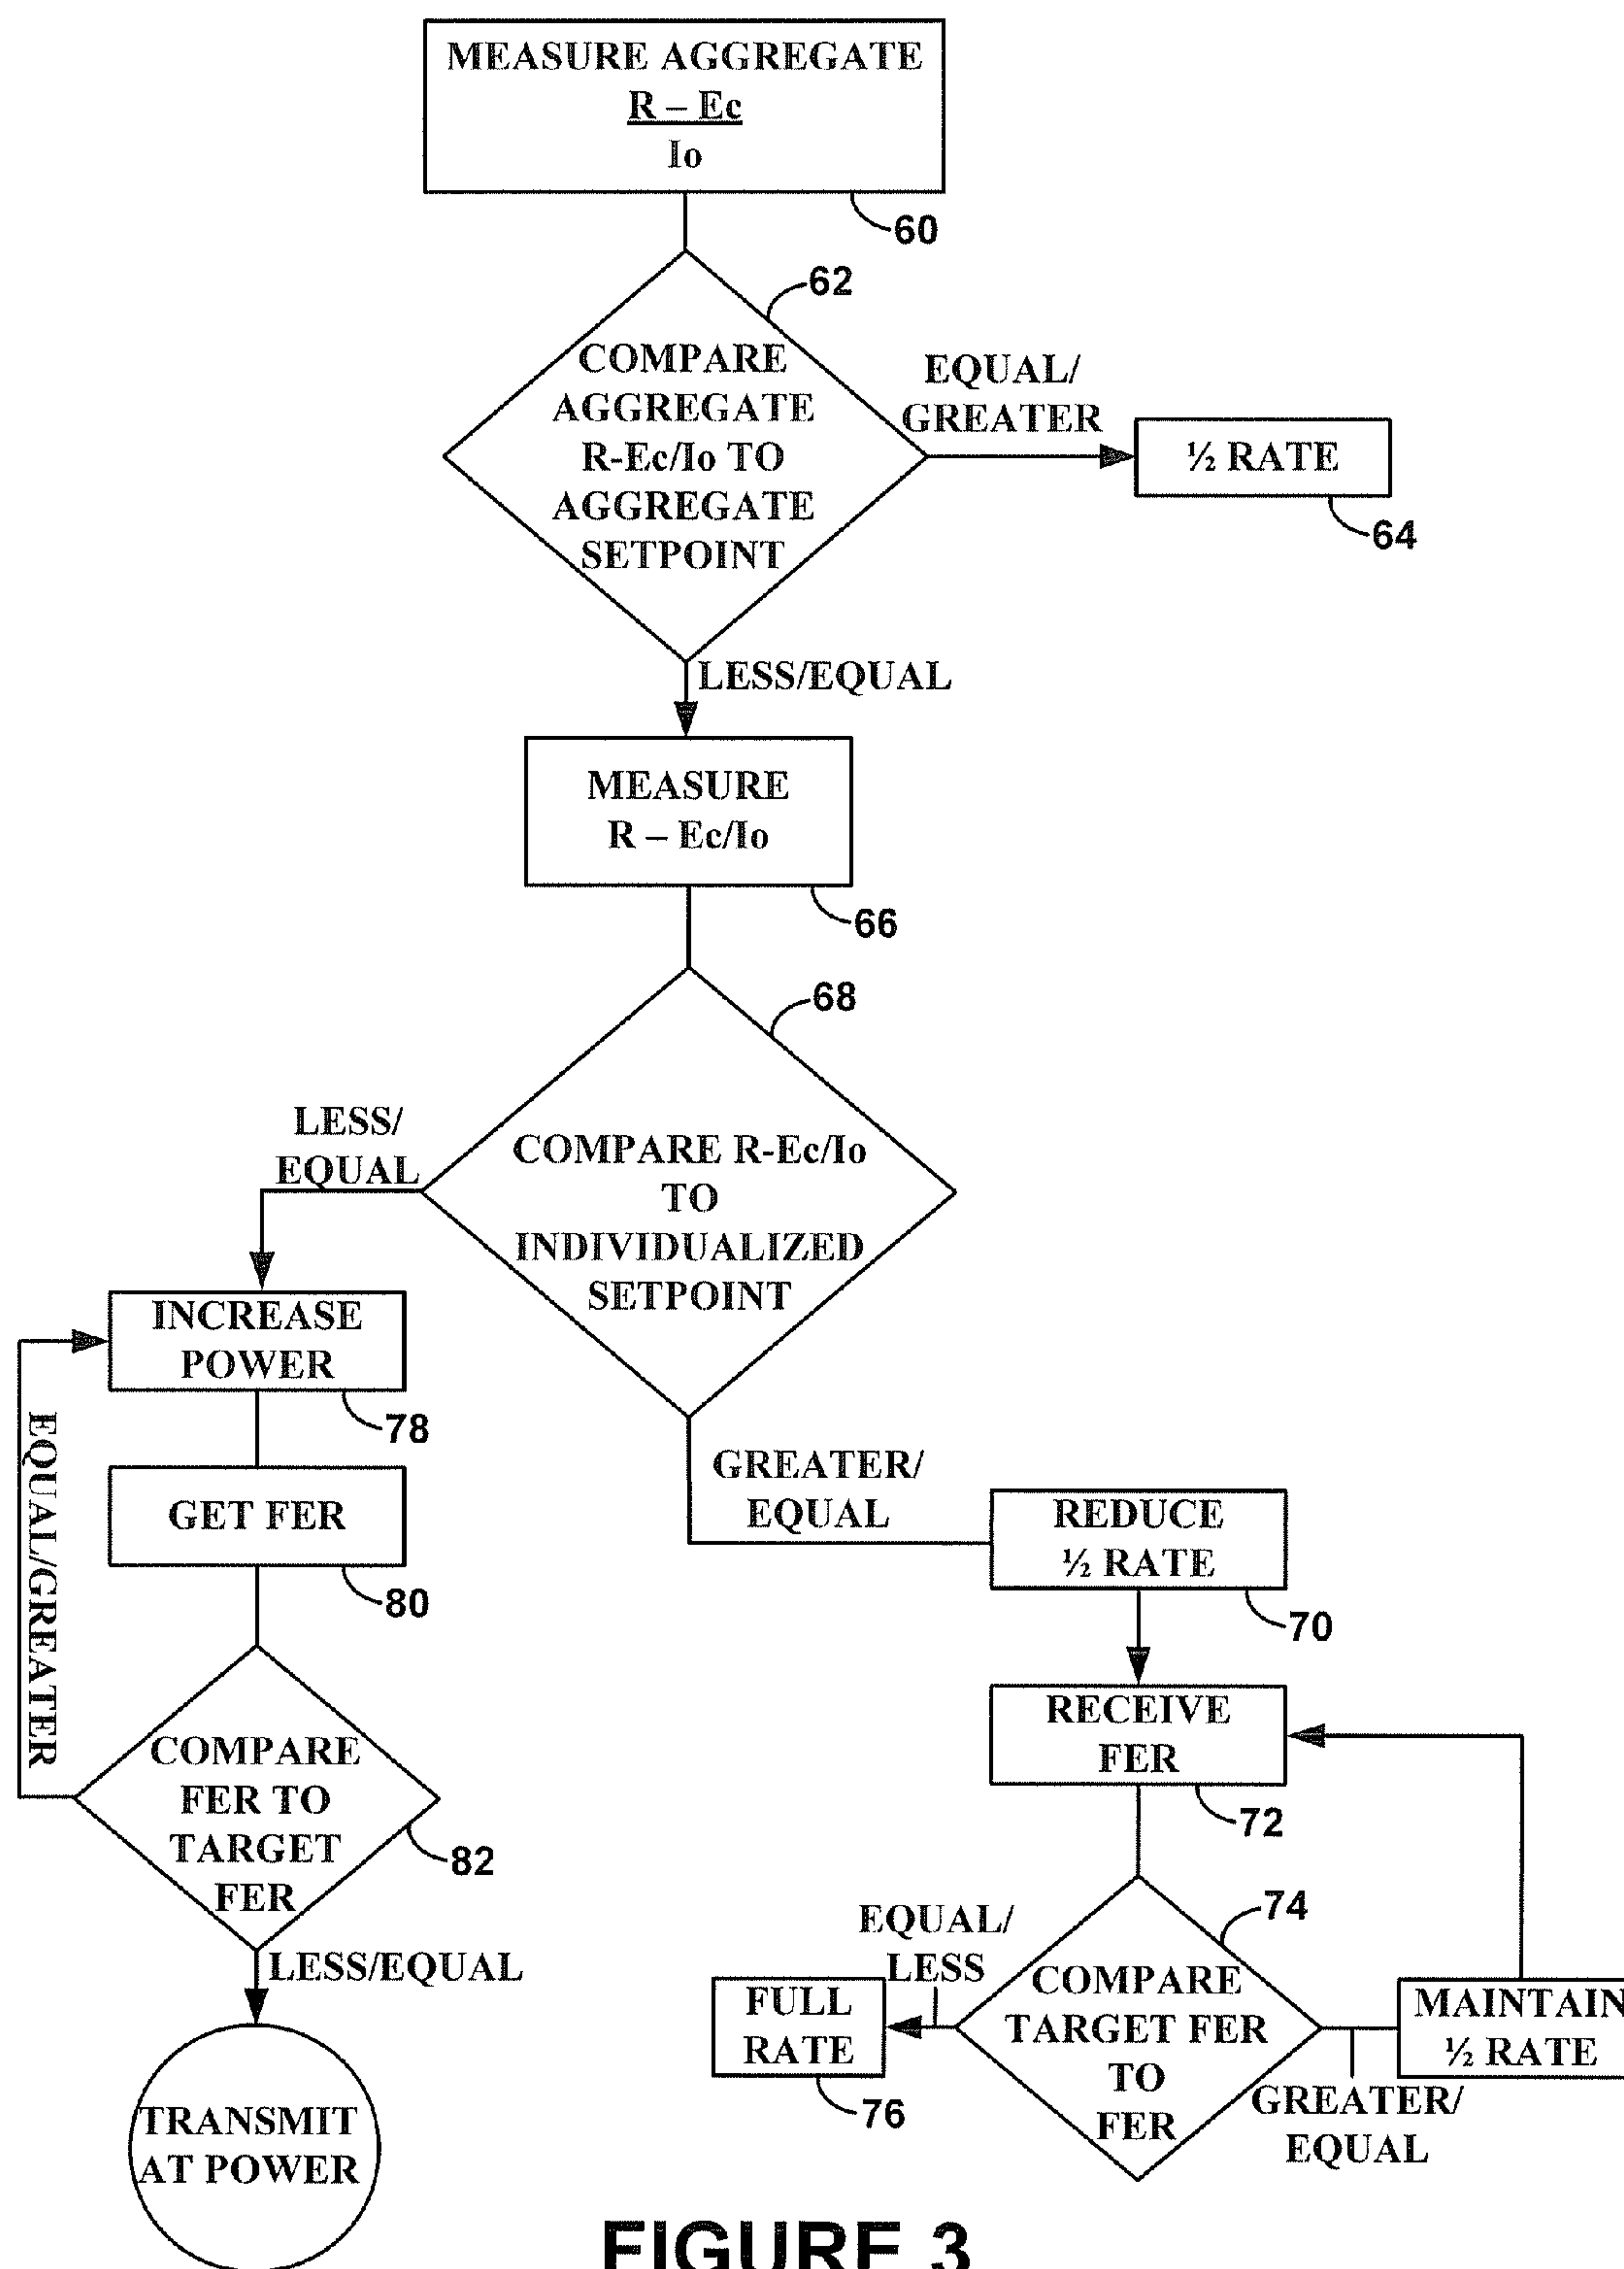 MEASURE AGGREGATE
R – Ec
Io
60
62
COMPARE
AGGREGATE
R-Ec/Io TO
AGGREGATE
SETPOINT
EQUAL/
GREATER
½ RATE
64
LESS/EQUAL
MEASURE
R – Ec/Io
66
68
COMPARE R-Ec/Io
TO
INDIVIDUALIZED
SETPOINT
LESS/
EQUAL
INCREASE
POWER
78
EQUAL/GREATER
GET FER
80
COMPARE
FER TO
TARGET
FER
82
LESS/EQUAL
TRANSMIT
AT POWER
GREATER/
EQUAL
REDUCE
½ RATE
70
RECEIVE
FER
72
74
COMPARE
TARGET FER
TO
FER
EQUAL/
LESS
FULL
RATE
76
MAINTAIN
½ RATE
GREATER/
EQUAL
FIGURE 3